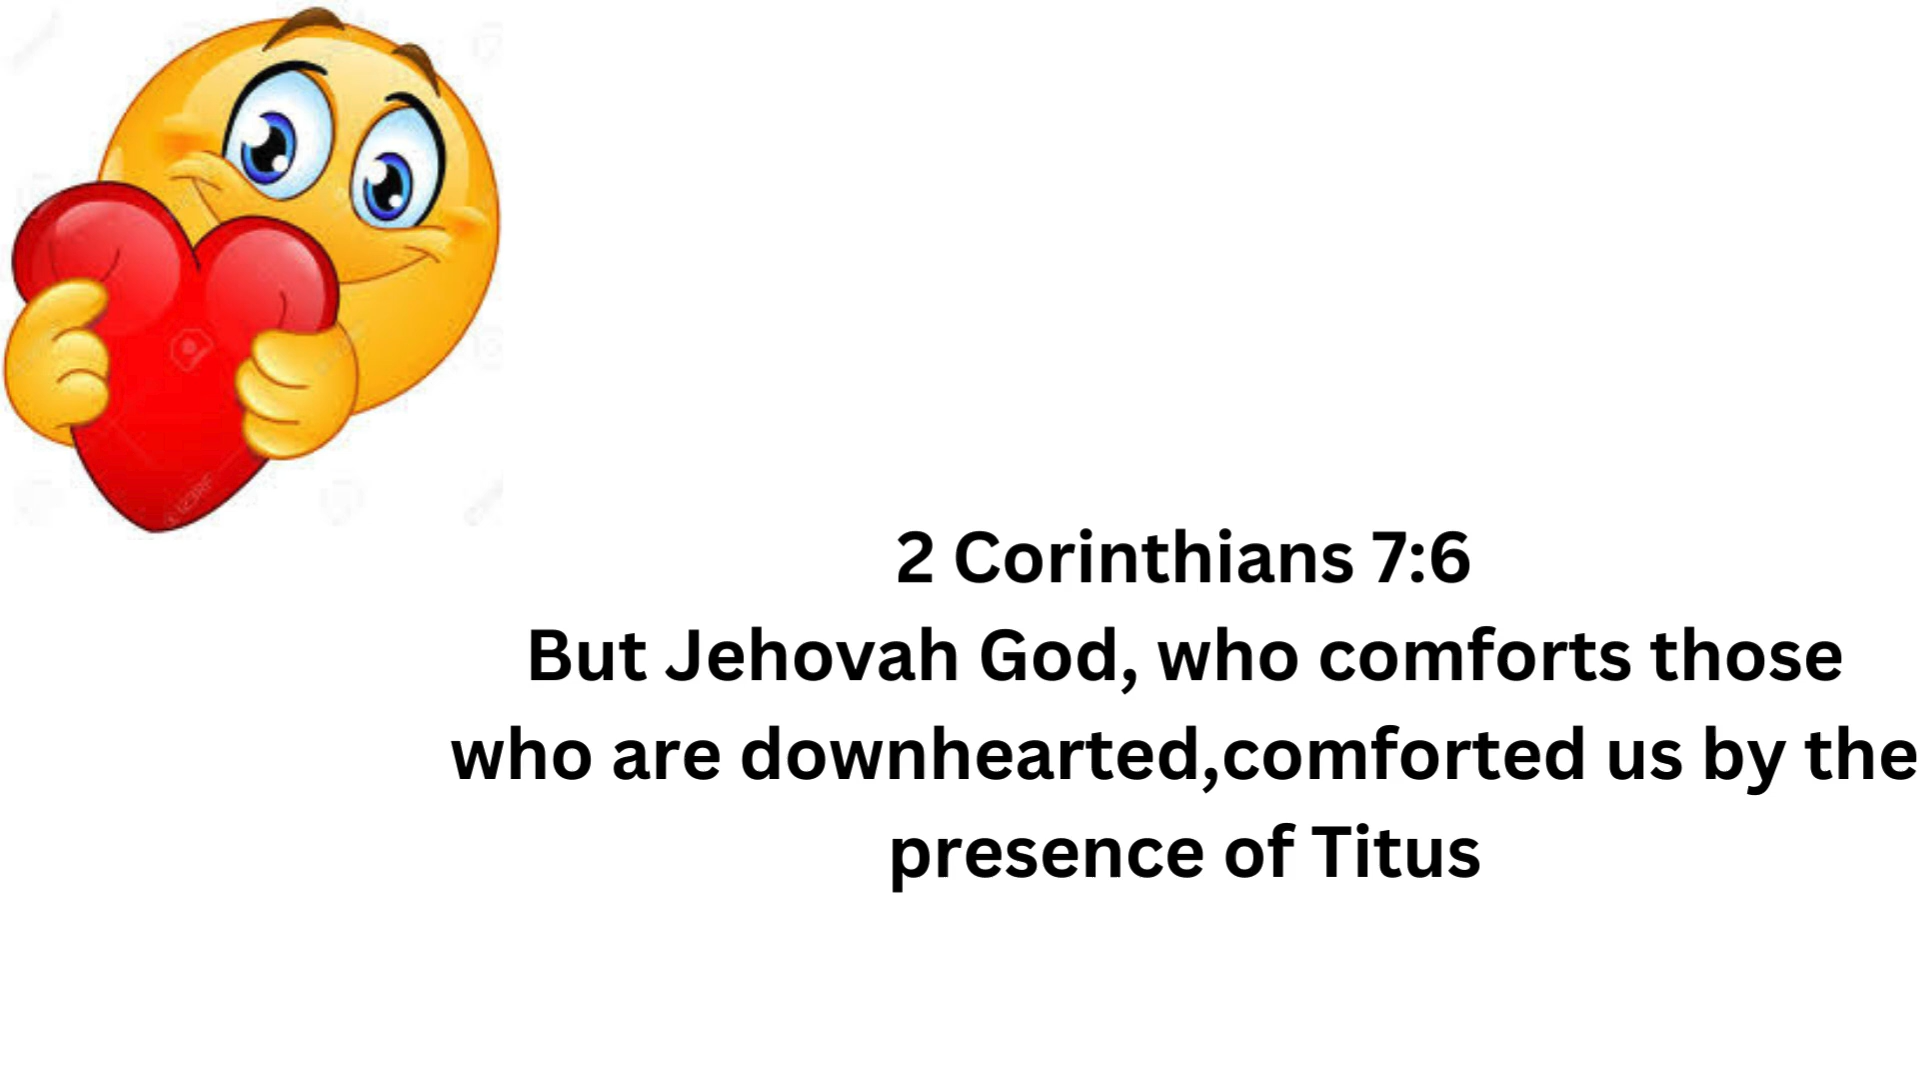 2 Corinthians 7:6
But Jehovah God, who comforts those
who are downhearted,comforted us by the
presence of Titus
©123RF